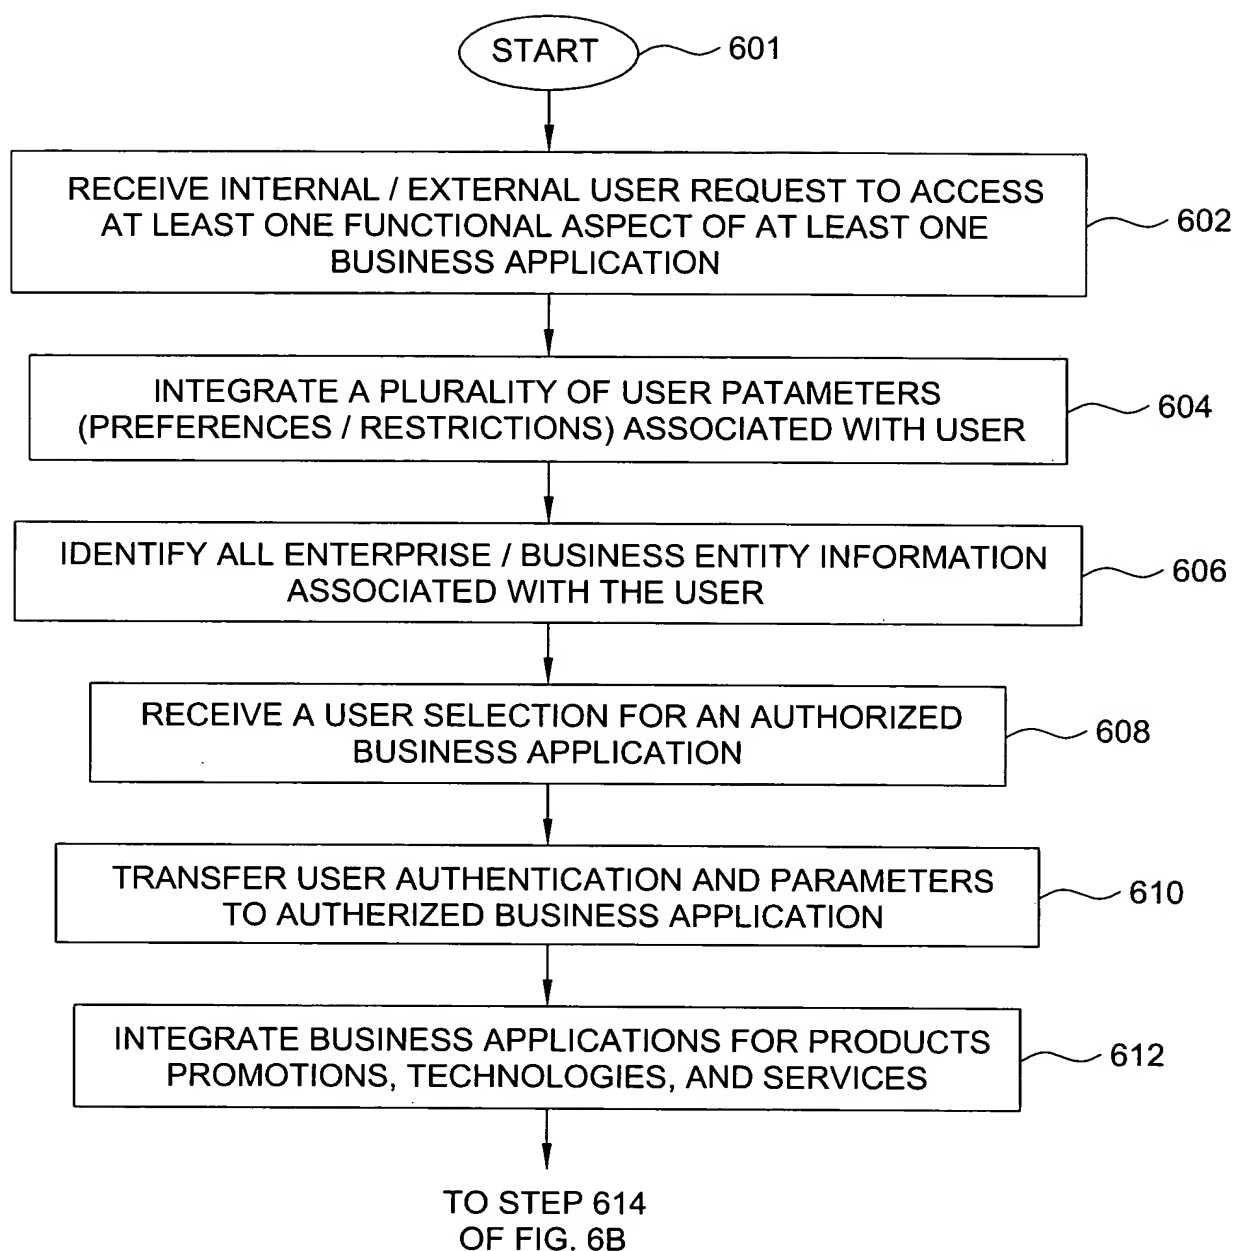 START
601
RECEIVE INTERNAL / EXTERNAL USER REQUEST TO ACCESS
AT LEAST ONE FUNCTIONAL ASPECT OF AT LEAST ONE
BUSINESS APPLICATION
602
INTEGRATE A PLURALITY OF USER PATAMETERS
(PREFERENCES / RESTRICTIONS) ASSOCIATED WITH USER
604
IDENTIFY ALL ENTERPRISE / BUSINESS ENTITY INFORMATION
ASSOCIATED WITH THE USER
606
RECEIVE A USER SELECTION FOR AN AUTHORIZED
BUSINESS APPLICATION
608
TRANSFER USER AUTHENTICATION AND PARAMETERS
TO AUTHERIZED BUSINESS APPLICATION
610
INTEGRATE BUSINESS APPLICATIONS FOR PRODUCTS
PROMOTIONS, TECHNOLOGIES, AND SERVICES
612
TO STEP 614
OF FIG. 6B